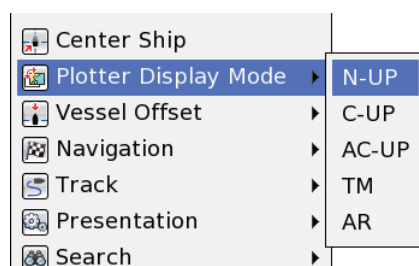 Center Ship
Plotter Display Mode
Vessel Offset
Navigation
Track
Presentation
Search
N-UP
C-UP
AC-UP
TM
AR